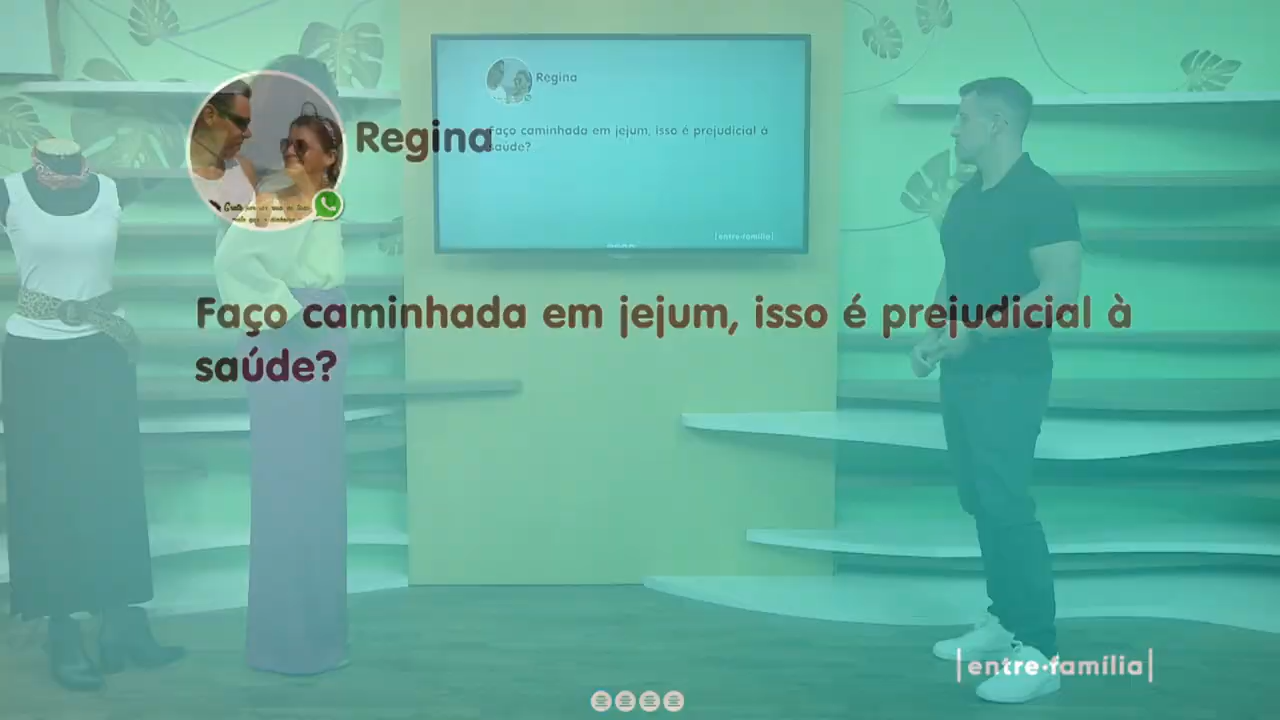 Regina
Faço caminhada em jejum, isso é prejudicial à
saúde?
Regina
Faço caminhada em jejum, isso é prejudicial à
saúde?
|entre·família|
|entre·família|